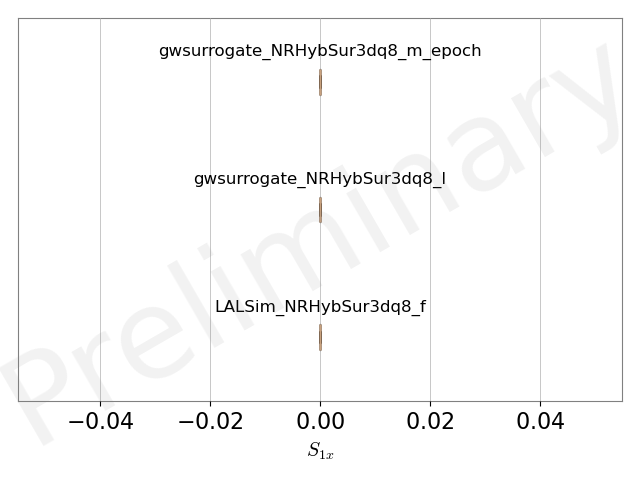 gwsurrogate_NRHybSur3dq8_m_epoch
gwsurrogate_NRHybSur3dq8_l
LALSim_NRHybSur3dq8_f
Preliminary
−0.04 −0.02 0.00 0.02 0.04
S1x